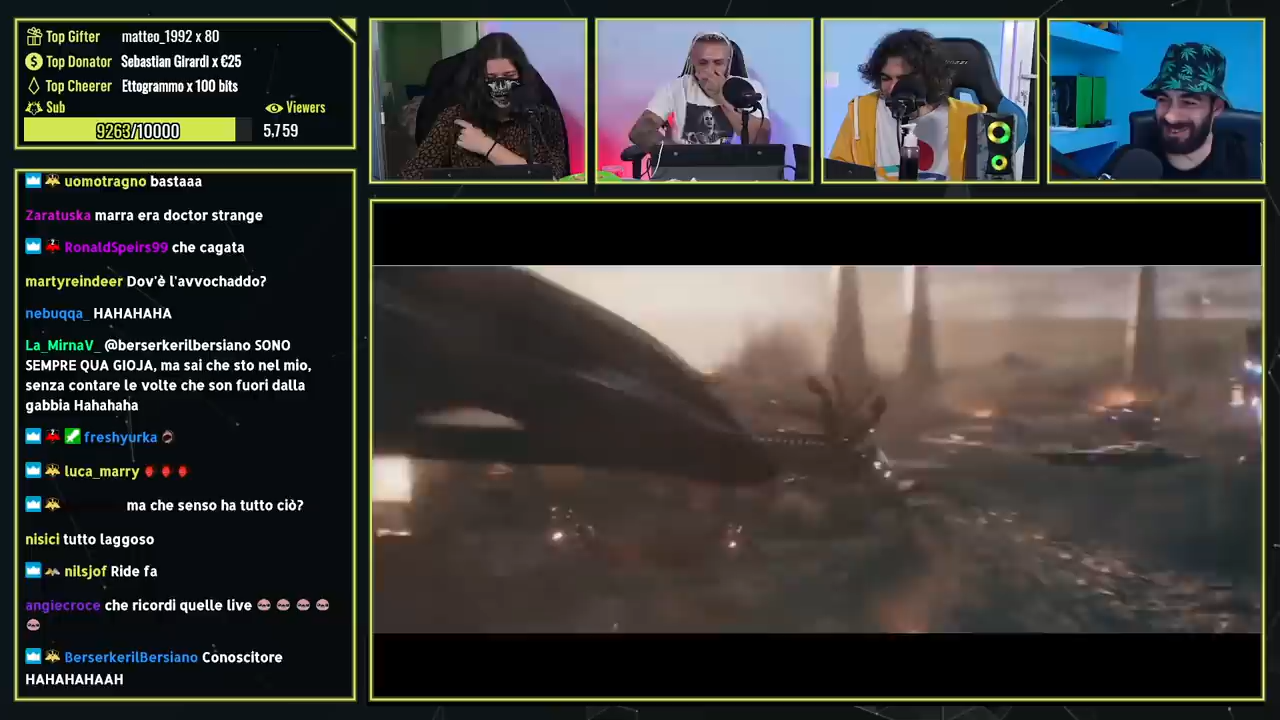 Top Gifter matteo_1992 x 80
Top Donator Sebastian Girardi x €25
Top Cheerer Ettogrammo x 100 bits
Sub Viewers
9263/10000 5,759
uomotragno bastaaa
Zaratuska marra era doctor strange
RonaldSpeirs99 che cagata
martyreindeer Dov'è l'avvochaddo?
nebuqqa_ HAHAHAHA
La_MirnaV_ @berserkerilbersiano SONO
SEMPRE QUA GIOJA, ma sai che sto nel mio,
senza contare le volte che son fuori dalla
gabbia Hahahaha
freshyurka
luca_marry
ma che senso ha tutto ciò?
nisici tutto laggoso
nilsjof Ride fa
angiecroce che ricordi quelle live
BerserkerilBersiano Conoscitore
HAHAHAHAAH